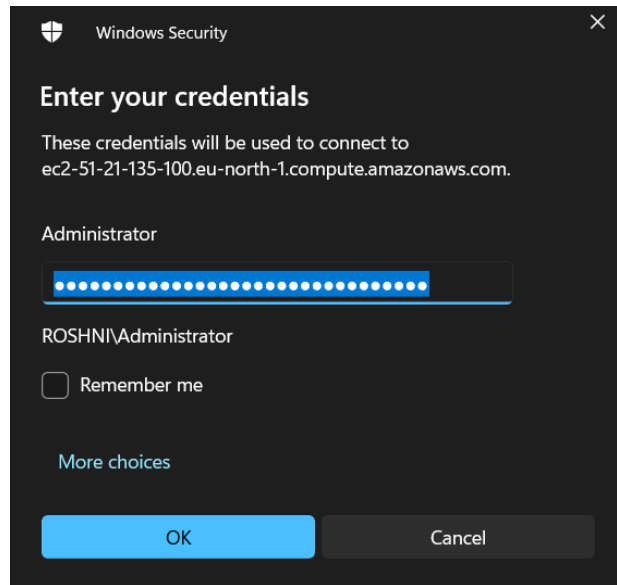 Windows Security
Enter your credentials
These credentials will be used to connect to
ec2-51-21-135-100.eu-north-1.compute.amazonaws.com.
Administrator
••••••••••••••••••••••••••••••••
ROSHNI\Administrator
Remember me
More choices
OK
Cancel